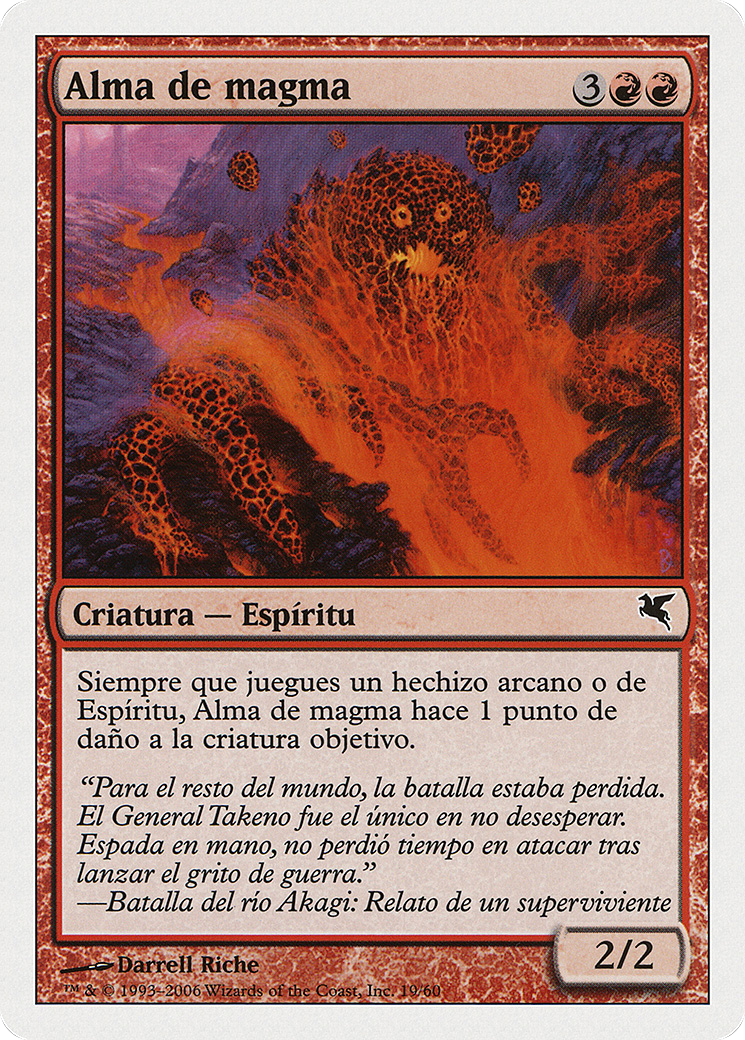 Alma de magma
3
Criatura — Espíritu
Siempre que juegues un hechizo arcano o de
Espíritu, Alma de magma hace 1 punto de
daño a la criatura objetivo.
“Para el resto del mundo, la batalla estaba perdida.
El General Takeno fue el único en no desesperar.
Espada en mano, no perdió tiempo en atacar tras
lanzar el grito de guerra.”
—Batalla del río Akagi: Relato de un superviviente
2/2
Darrell Riche
™ & © 1993–2006 Wizards of the Coast, Inc. 19/60